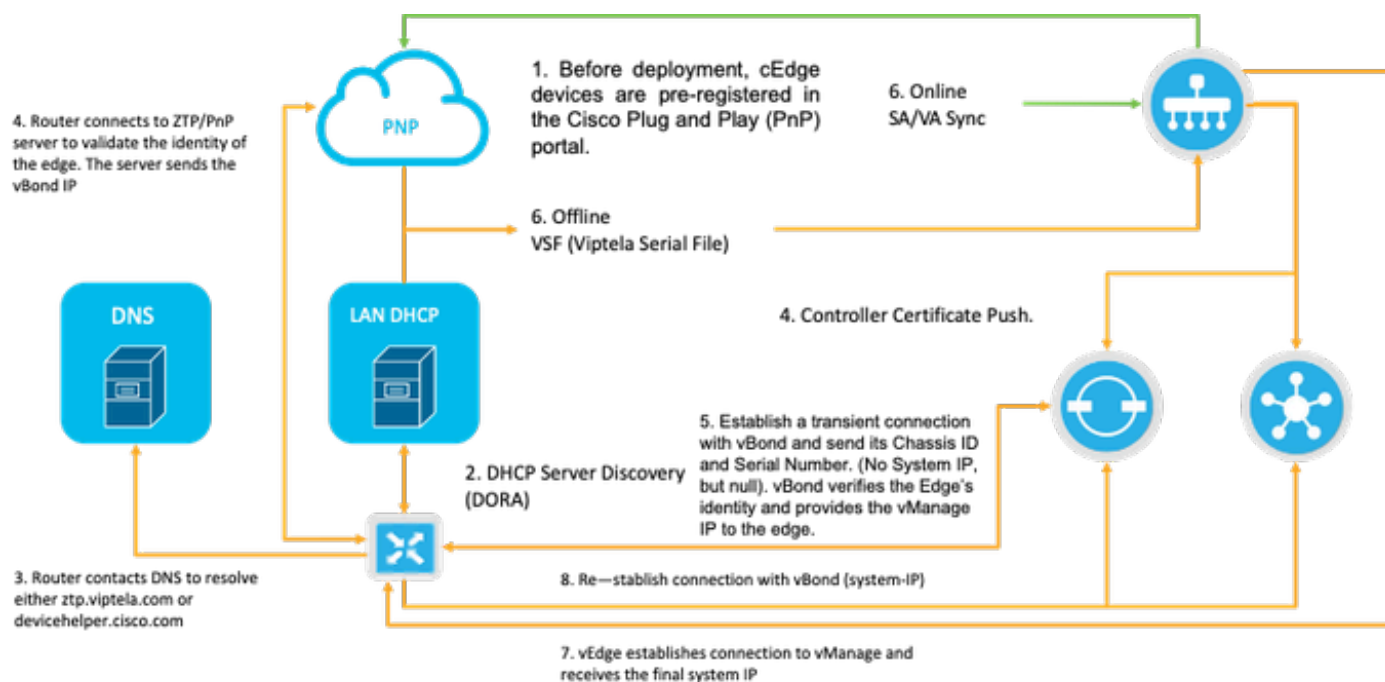 1. Before deployment, cEdge
devices are pre-registered in
the Cisco Plug and Play (PnP)
portal.
6. Online
SA/VA Sync
4. Router connects to ZTP/PnP
server to validate the identity of
the edge. The server sends the
vBond IP
PNP
6. Offline
VSF (Viptela Serial File)
DNS
LAN DHCP
4. Controller Certificate Push.
2. DHCP Server Discovery
(DORA)
5. Establish a transient connection
with vBond and send its Chassis ID
and Serial Number. (No System IP,
but null). vBond verifies the Edge's
identity and provides the vManage
IP to the edge.
3. Router contacts DNS to resolve
either ztp.viptela.com or
devicehelper.cisco.com
8. Re—stablish connection with vBond (system-IP)
7. vEdge establishes connection to vManage and
receives the final system IP